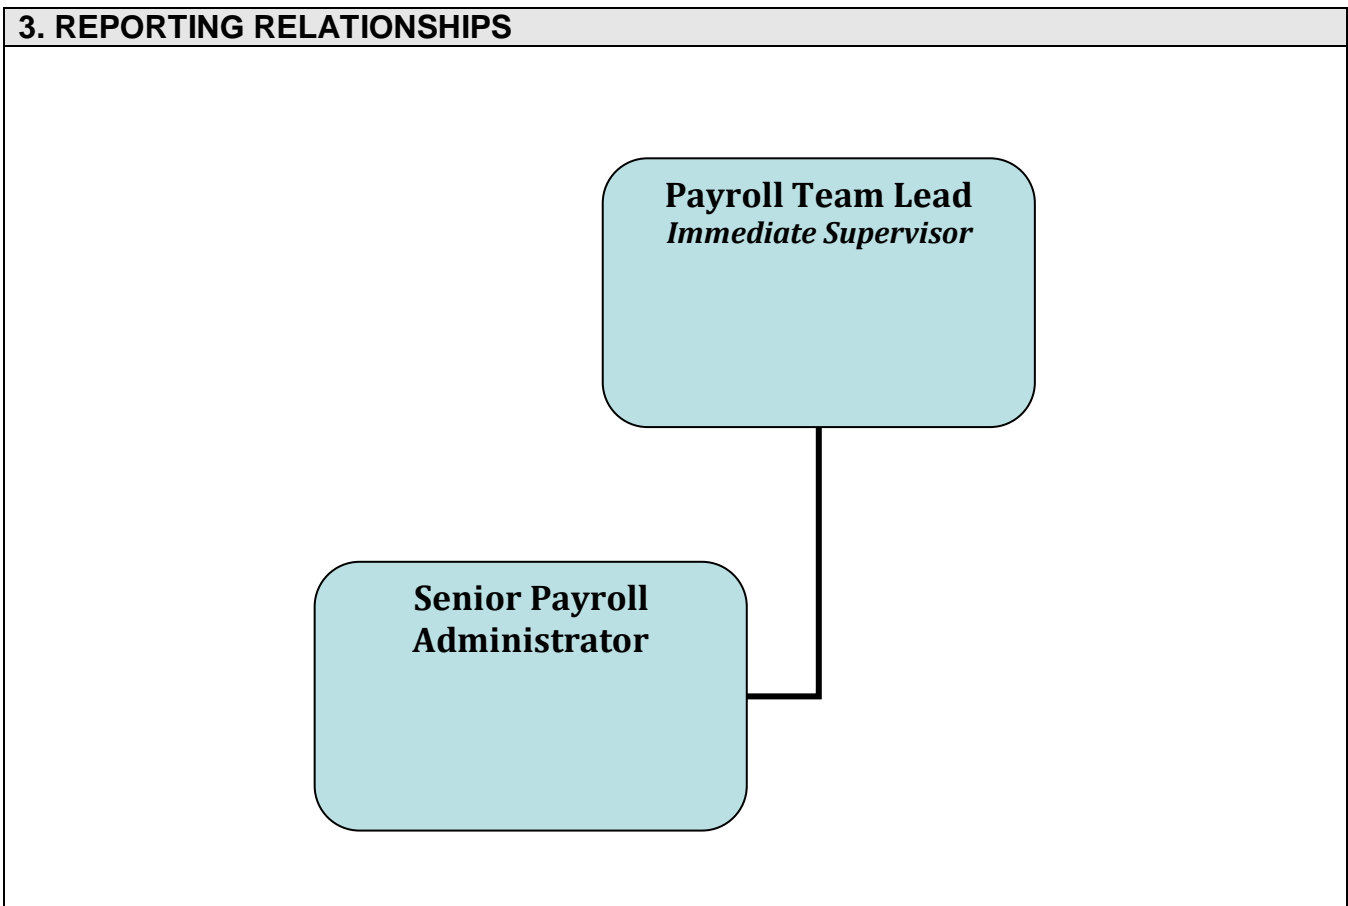 3. REPORTING RELATIONSHIPS
Payroll Team Lead
Immediate Supervisor
Senior Payroll
Administrator